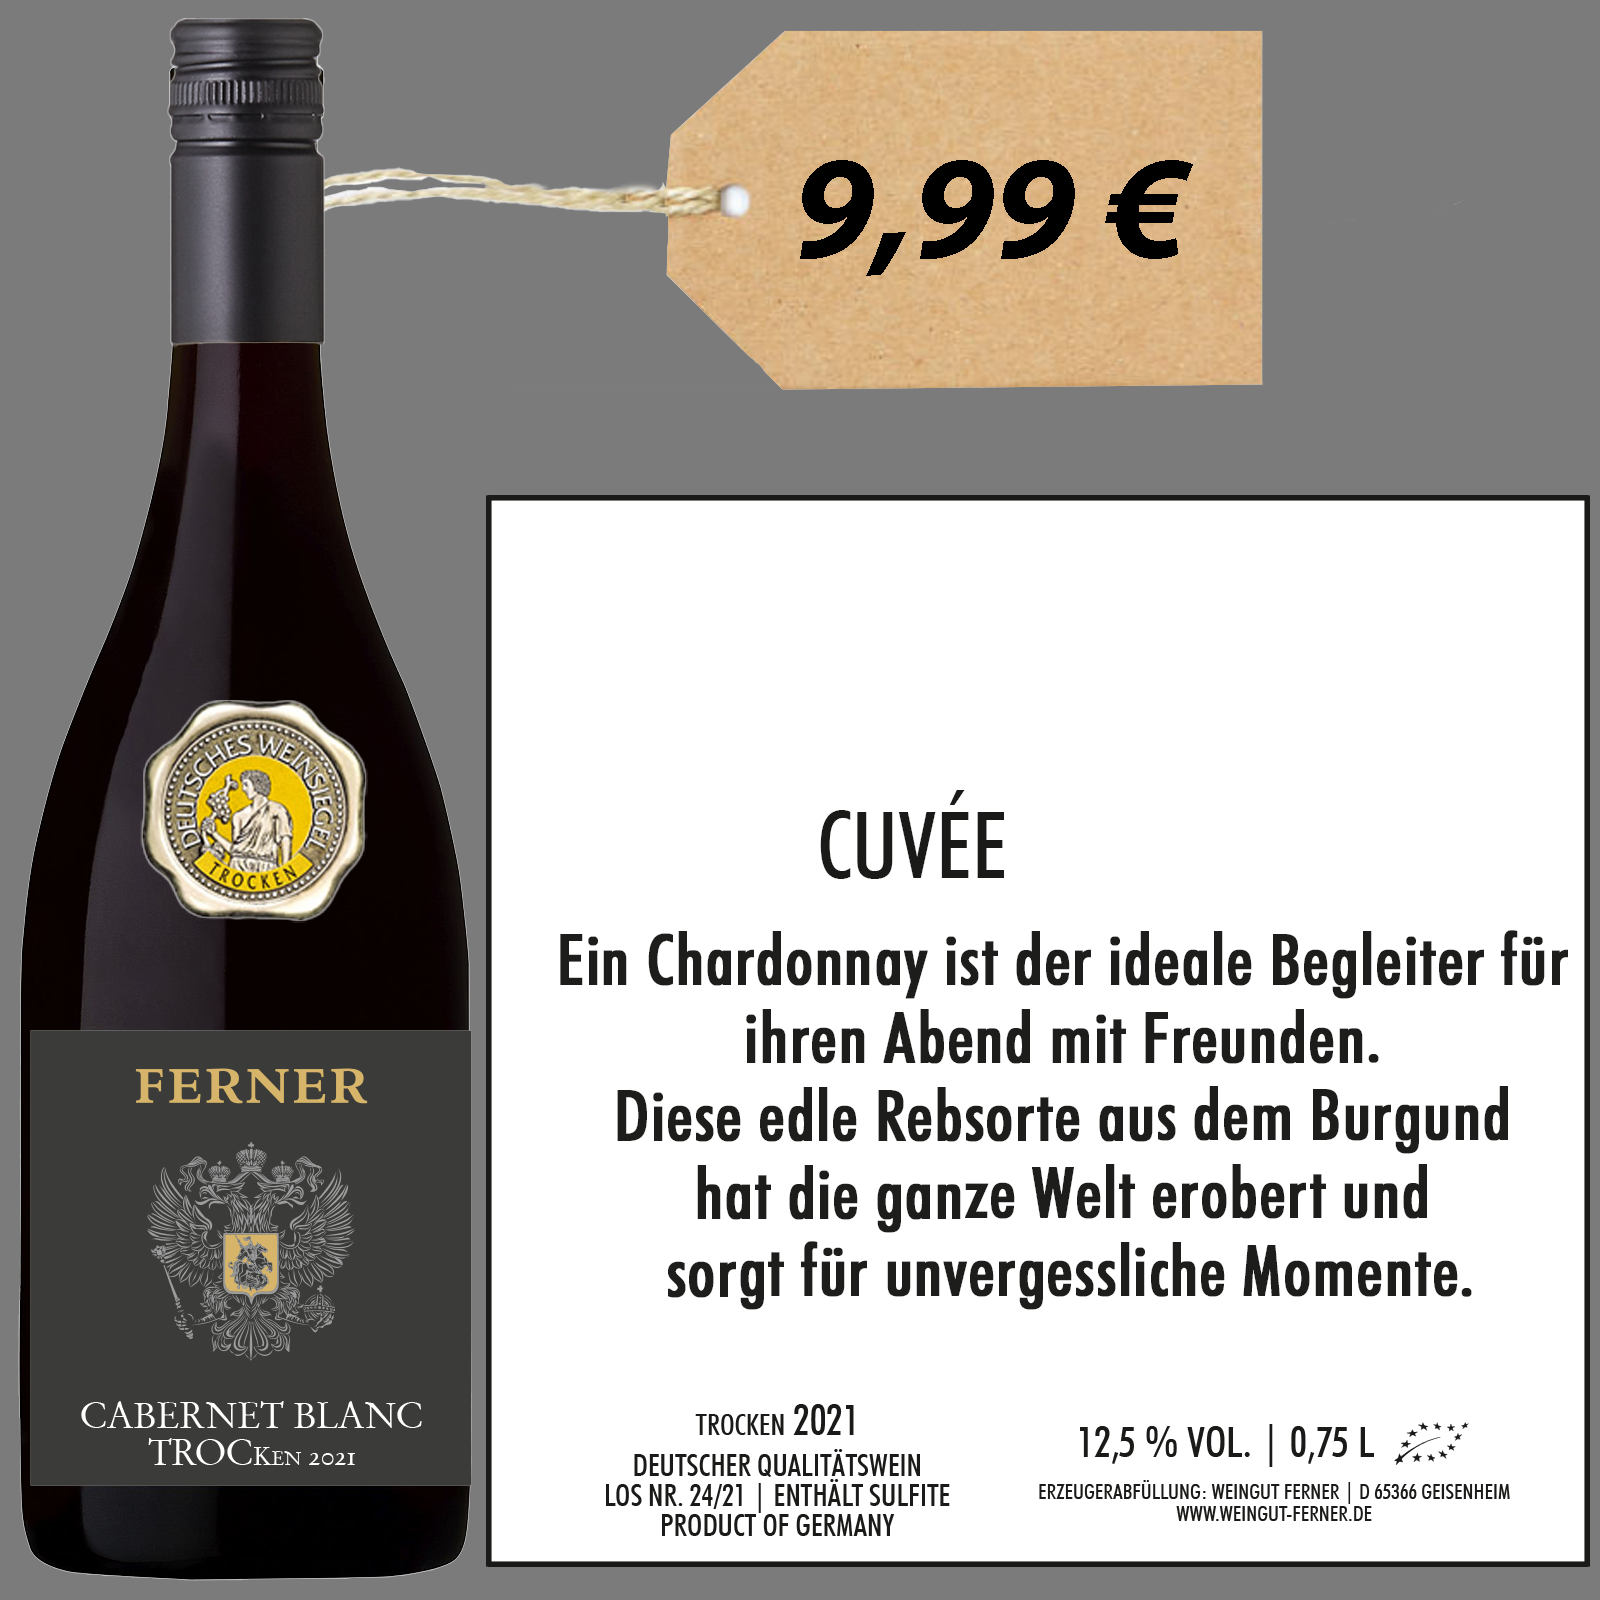 9,99 €
DEUTSCHES WEINSIEGEL
TROCKEN
FERNER
CABERNET BLANC
TROCKEN 2021
CUVÉE
Ein Chardonnay ist der ideale Begleiter für
ihren Abend mit Freunden.
Diese edle Rebsorte aus dem Burgund
hat die ganze Welt erobert und
sorgt für unvergessliche Momente.
TROCKEN 2021
DEUTSCHER QUALITÄTSWEIN
LOS NR. 24/21 | ENTHÄLT SULFITE
PRODUCT OF GERMANY
12,5 % VOL. | 0,75 L
ERZEUGERABFÜLLUNG: WEINGUT FERNER | D 65366 GEISENHEIM
WWW.WEINGUT-FERNER.DE